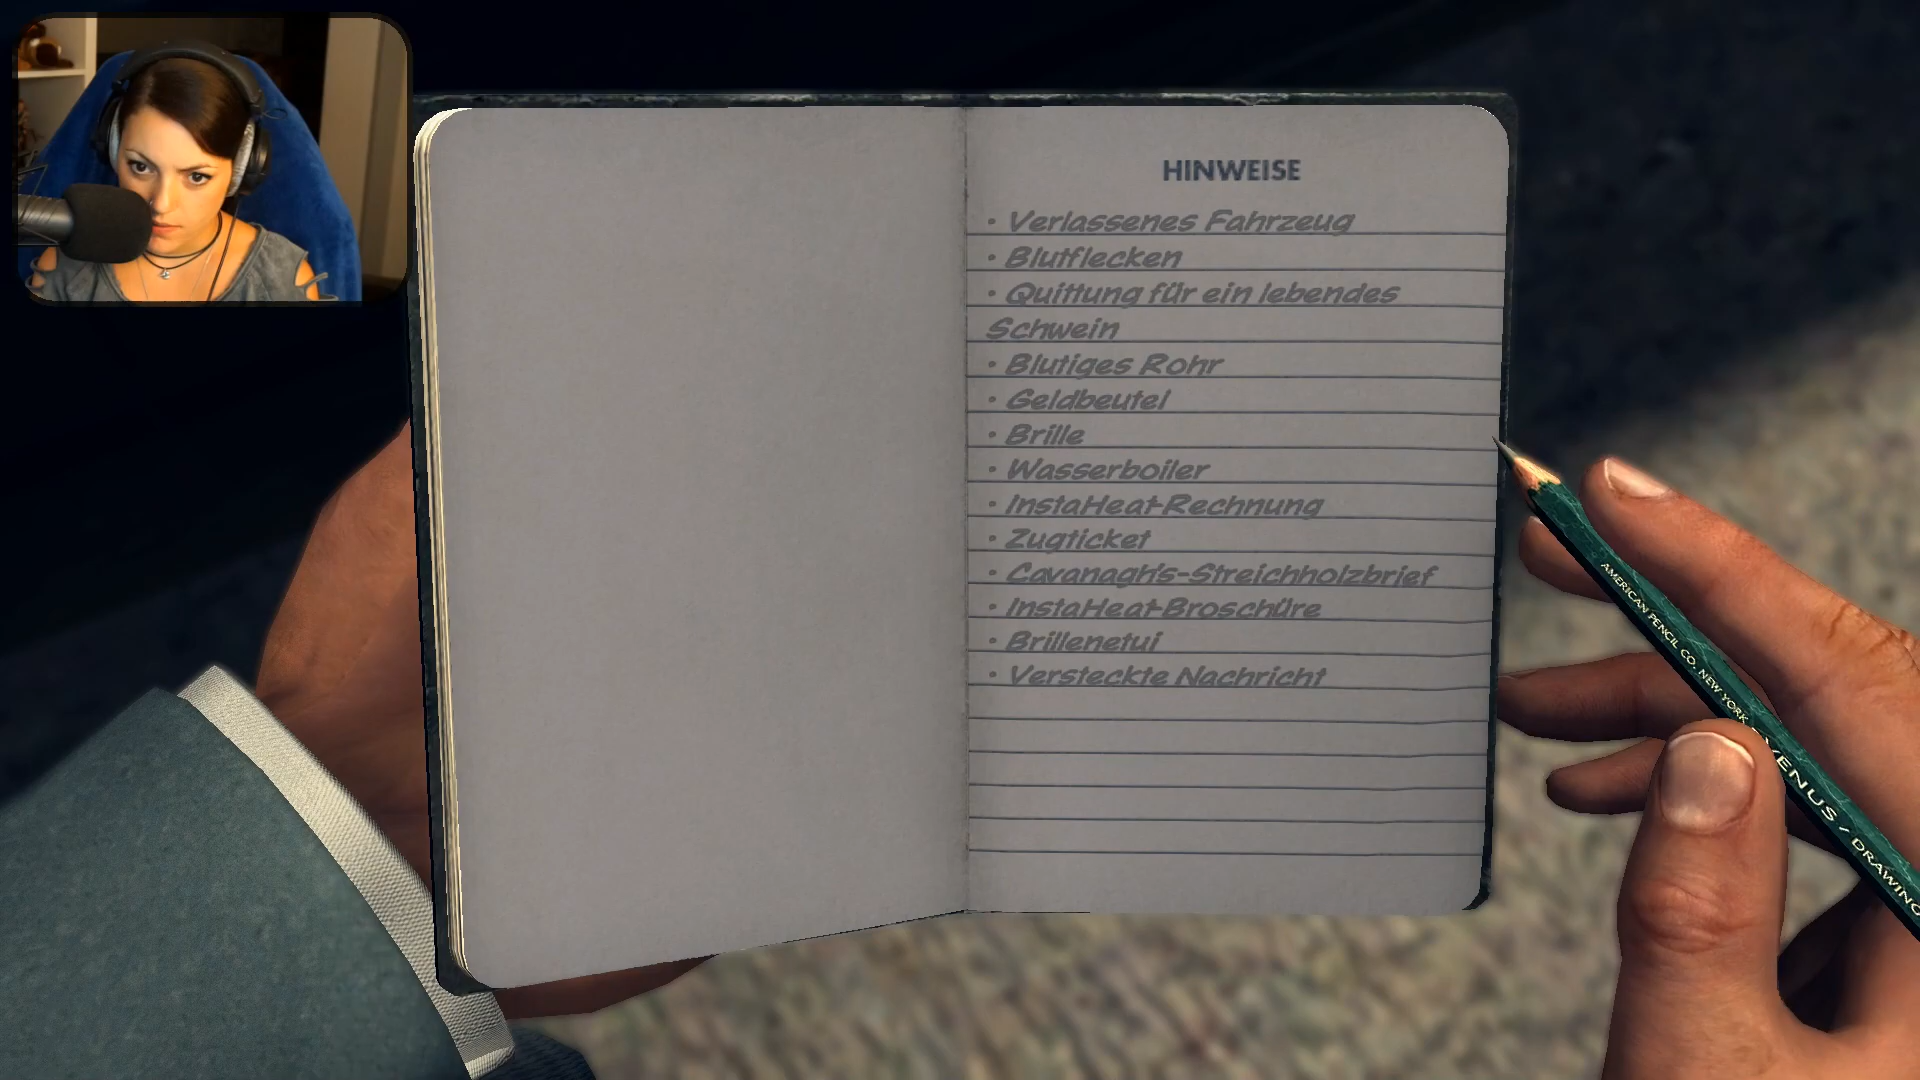 HINWEISE
• Verlassenes Fahrzeug
• Blutflecken
• Quittung für ein lebendes
Schwein
• Blutiges Rohr
• Geldbeutel
• Brille
• Wasserboiler
• InstaHeat-Rechnung
• Zugticket
• Cavanagh's-Streichholzbrief
• InstaHeat-Broschüre
• Brillenetui
• Versteckte Nachricht
AMERICAN PENCIL CO. NEW YORK
VENUS / DRAWING